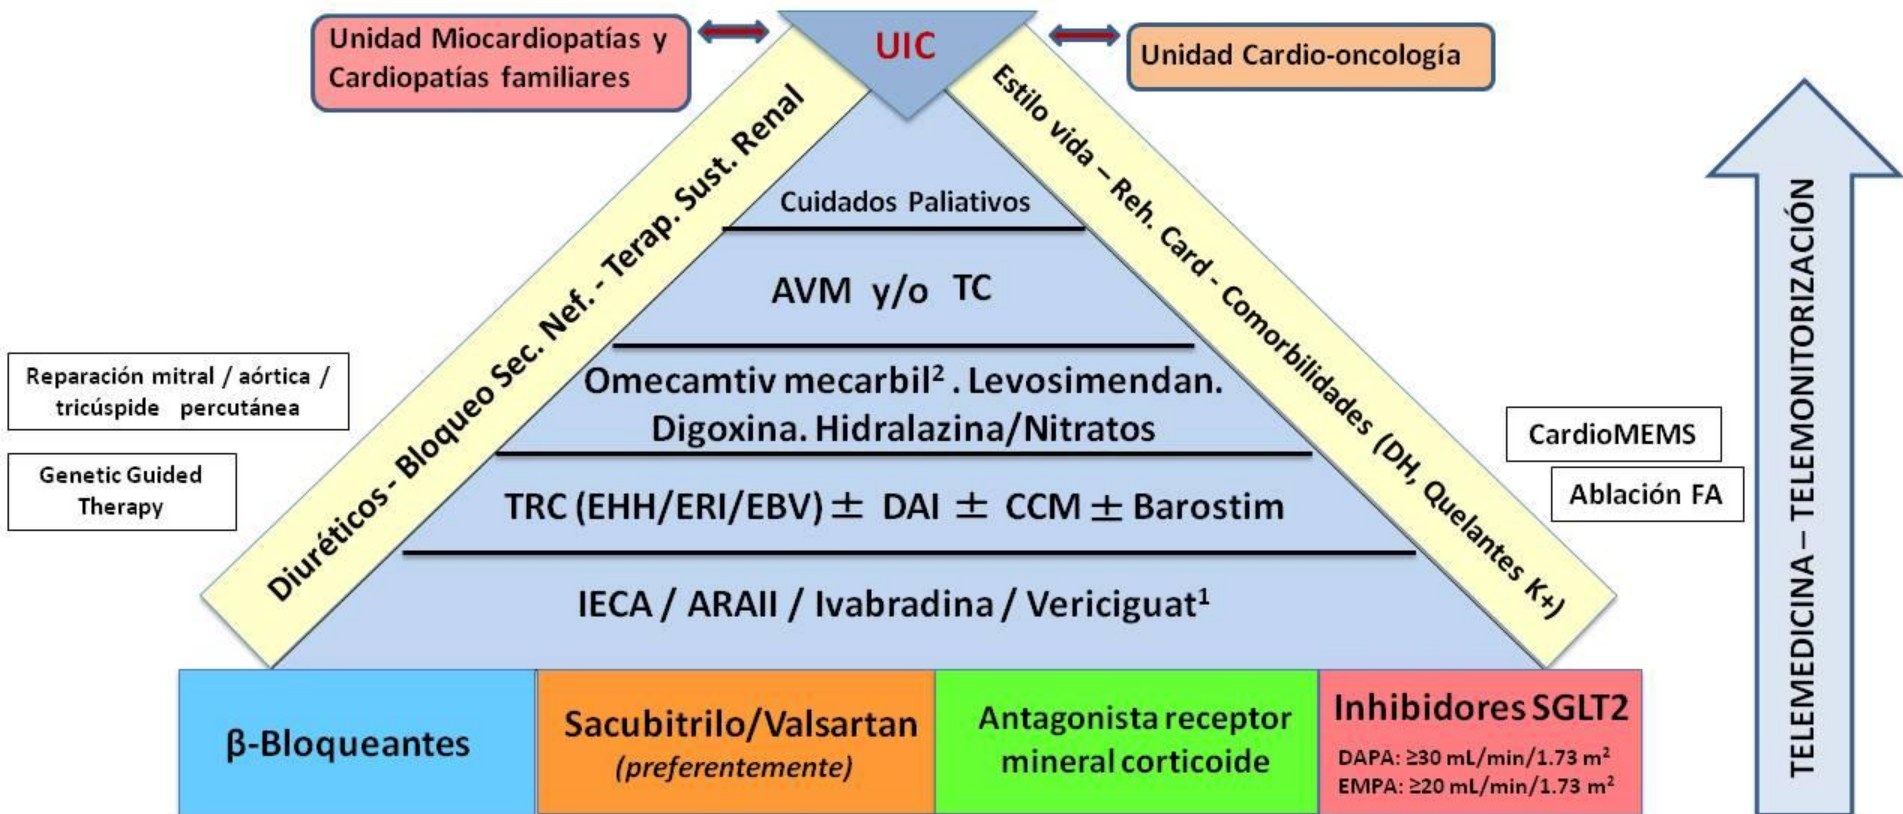 Unidad Miocardiopatías y
Cardiopatías familiares
UIC
Unidad Cardio-oncología
Diuréticos - Bloqueo Sec. Nef. - Terap. Sust. Renal
Estilo vida – Reh. Card - Comorbilidades (DH, Quelantes K+)
Cuidados Paliativos
AVM y/o TC
Omecamtiv mecarbil². Levosimendan.
Digoxina. Hidralazina/Nitratos
TRC (EHH/ERI/EBV) ± DAI ± CCM ± Barostim
IECA / ARAII / Ivabradina / Vericiguat¹
Reparación mitral / aórtica /
tricúspide percutánea
Genetic Guided
Therapy
CardioMEMS
Ablación FA
TELEMEDICINA – TELEMONITORIZACIÓN
β-Bloqueantes
Sacubitrilo/Valsartan
(preferentemente)
Antagonista receptor
mineral corticoide
Inhibidores SGLT2
DAPA: ≥30 mL/min/1.73 m²
EMPA: ≥20 mL/min/1.73 m²